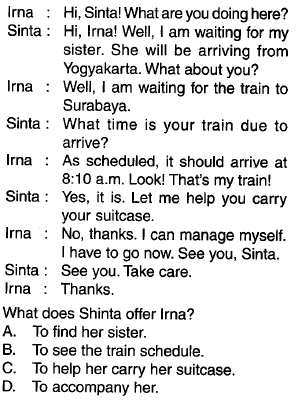 Irna : Hi, Sinta! What are you doing here?
Sinta : Hi, Irna! Well, I am waiting for my
sister. She will be arriving from
Yogyakarta. What about you?
Irna : Well, I am waiting for the train to
Surabaya.
Sinta : What time is your train due to
arrive?
Irna : As scheduled, it should arrive at
8:10 a.m. Look! That's my train!
Sinta : Yes, it is. Let me help you carry
your suitcase.
Irna : No, thanks. I can manage myself.
I have to go now. See you, Sinta.
Sinta : See you. Take care.
Irna : Thanks.
What does Shinta offer Irna?
A. To find her sister.
B. To see the train schedule.
C. To help her carry her suitcase.
D. To accompany her.